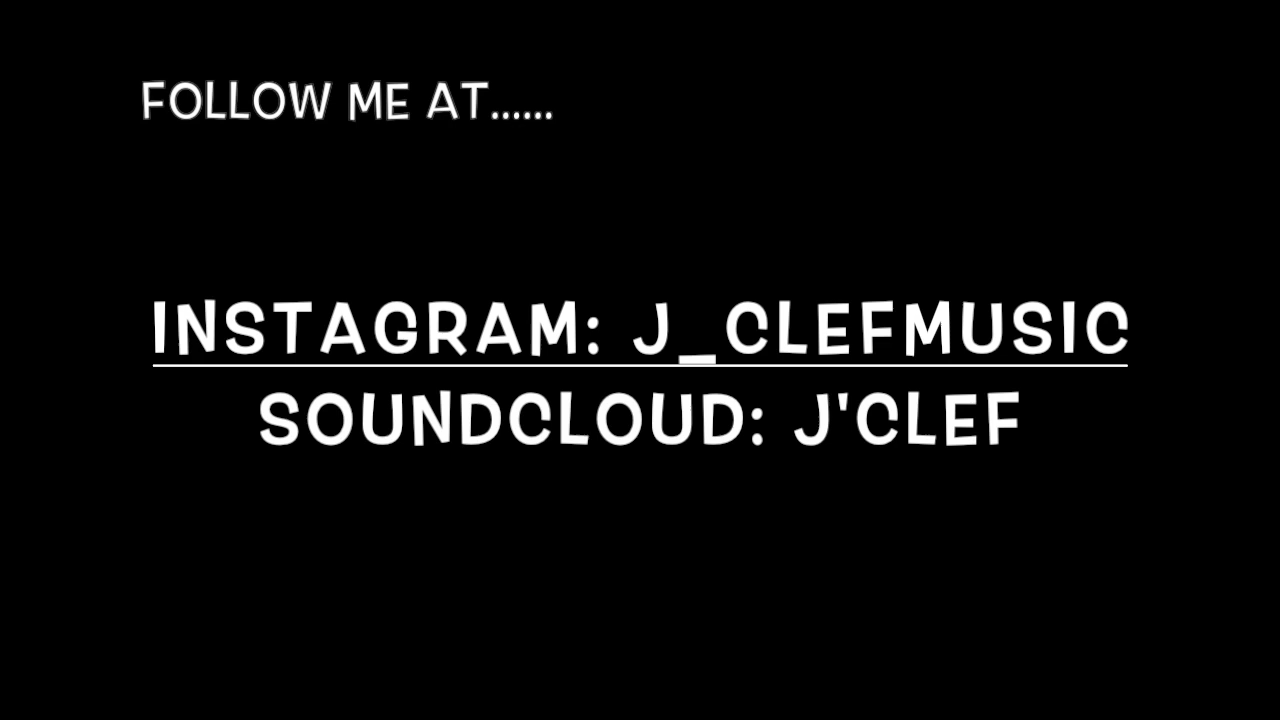 FOLLOW ME AT......
INSTAGRAM: J_CLEFMUSIC
SOUNDCLOUD: J'CLEF